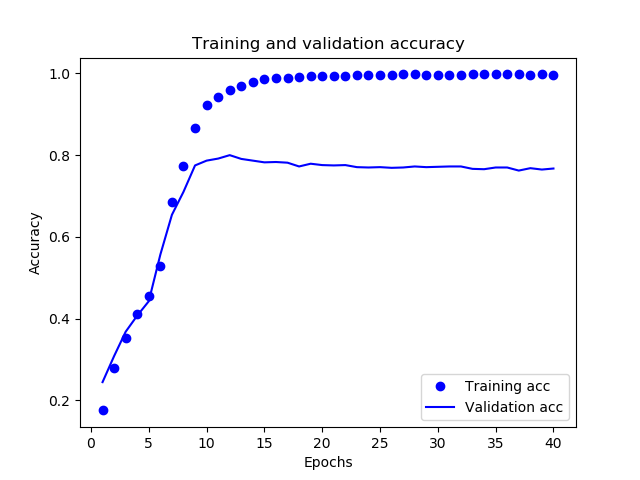 Training and validation accuracy
1.0
0.8
0.6
0.4
0.2
Accuracy
0 5 10 15 20 25 30 35 40
Epochs
Training acc
Validation acc